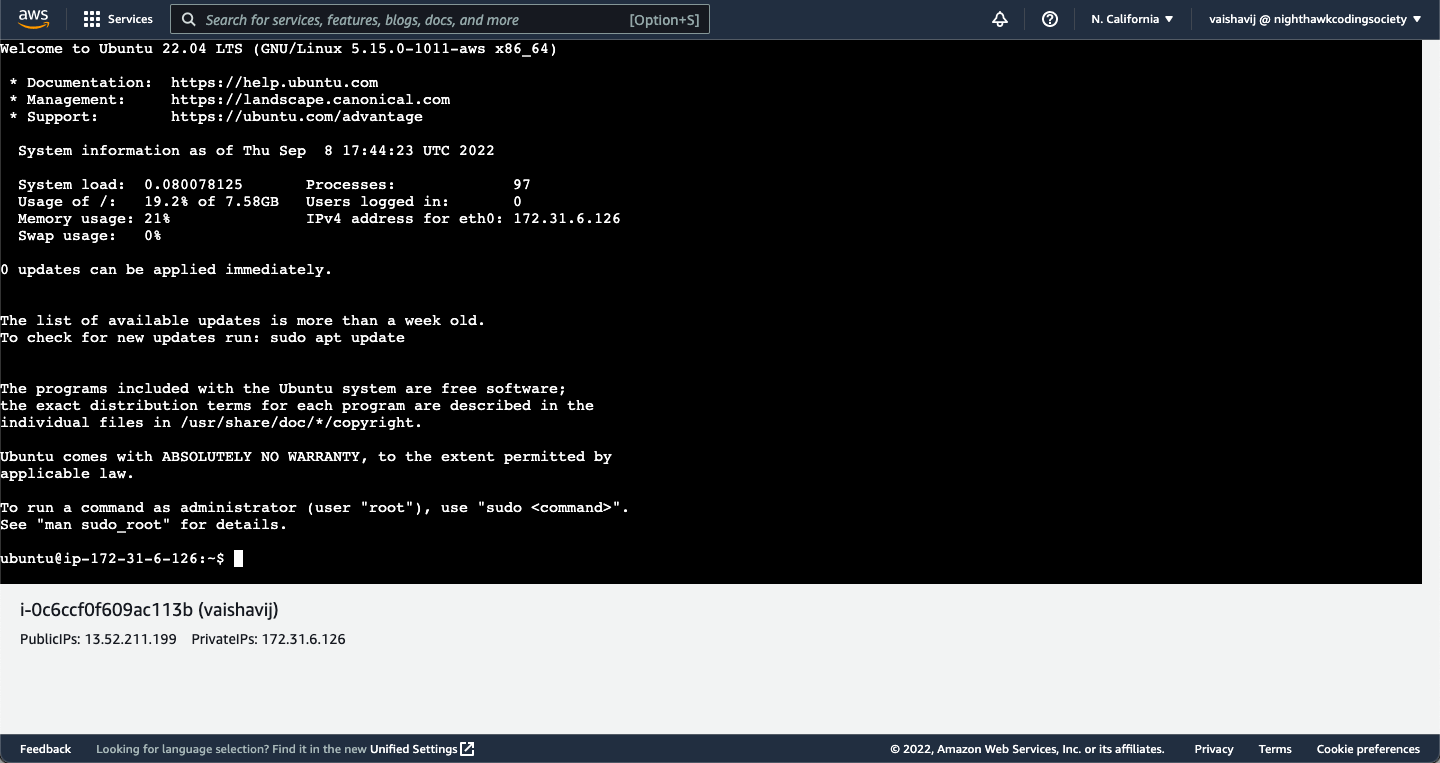 aws
Services
Search for services, features, blogs, docs, and more [Option+S]
N. California ▼
vaishavij @ nighthawkcodingsociety ▼
Welcome to Ubuntu 22.04 LTS (GNU/Linux 5.15.0-1011-aws x86_64)
* Documentation:  https://help.ubuntu.com
* Management:     https://landscape.canonical.com
* Support:        https://ubuntu.com/advantage
System information as of Thu Sep  8 17:44:23 UTC 2022
System load:  0.080078125       Processes:             97
Usage of /:   19.2% of 7.58GB   Users logged in:       0
Memory usage: 21%               IPv4 address for eth0: 172.31.6.126
Swap usage:   0%
0 updates can be applied immediately.
The list of available updates is more than a week old.
To check for new updates run: sudo apt update
The programs included with the Ubuntu system are free software;
the exact distribution terms for each program are described in the
individual files in /usr/share/doc/*/copyright.
Ubuntu comes with ABSOLUTELY NO WARRANTY, to the extent permitted by
applicable law.
To run a command as administrator (user "root"), use "sudo <command>".
See "man sudo_root" for details.
ubuntu@ip-172-31-6-126:~$
i-0c6ccf0f609ac113b (vaishavij)
PublicIPs: 13.52.211.199 PrivateIPs: 172.31.6.126
Feedback Looking for language selection? Find it in the new Unified Settings © 2022, Amazon Web Services, Inc. or its affiliates. Privacy Terms Cookie preferences